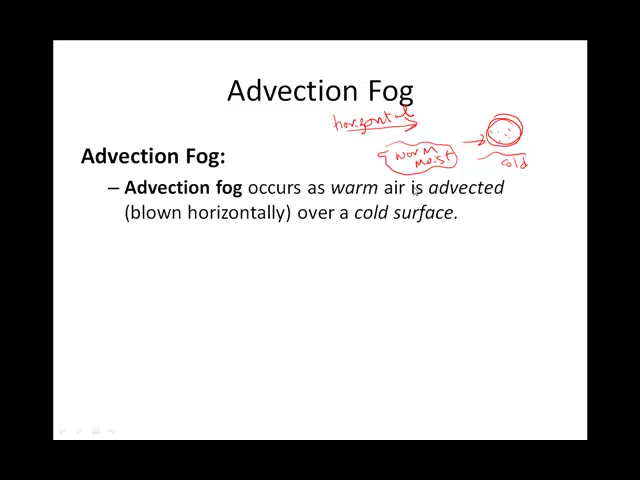 Advection Fog
horizontal
warm
moist
cold
Advection Fog:
– Advection fog occurs as warm air is advected
(blown horizontally) over a cold surface.